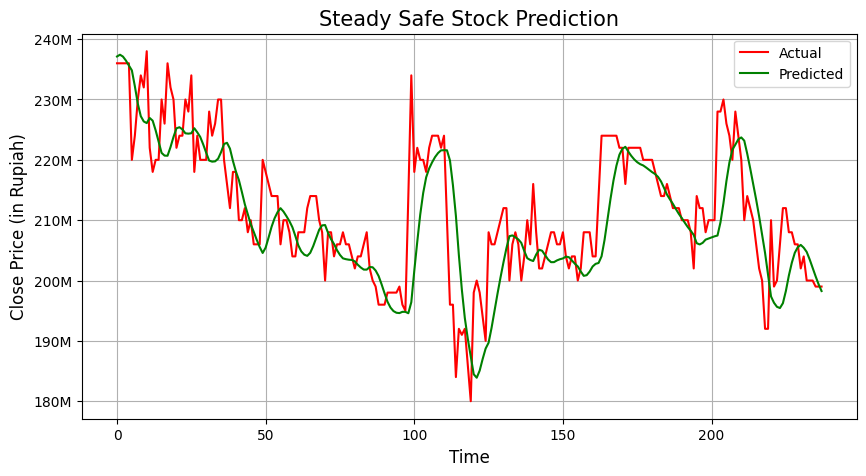 Steady Safe Stock Prediction
Actual
Predicted
Close Price (in Rupiah)
240M
230M
220M
210M
200M
190M
180M
0
50
100
150
200
Time